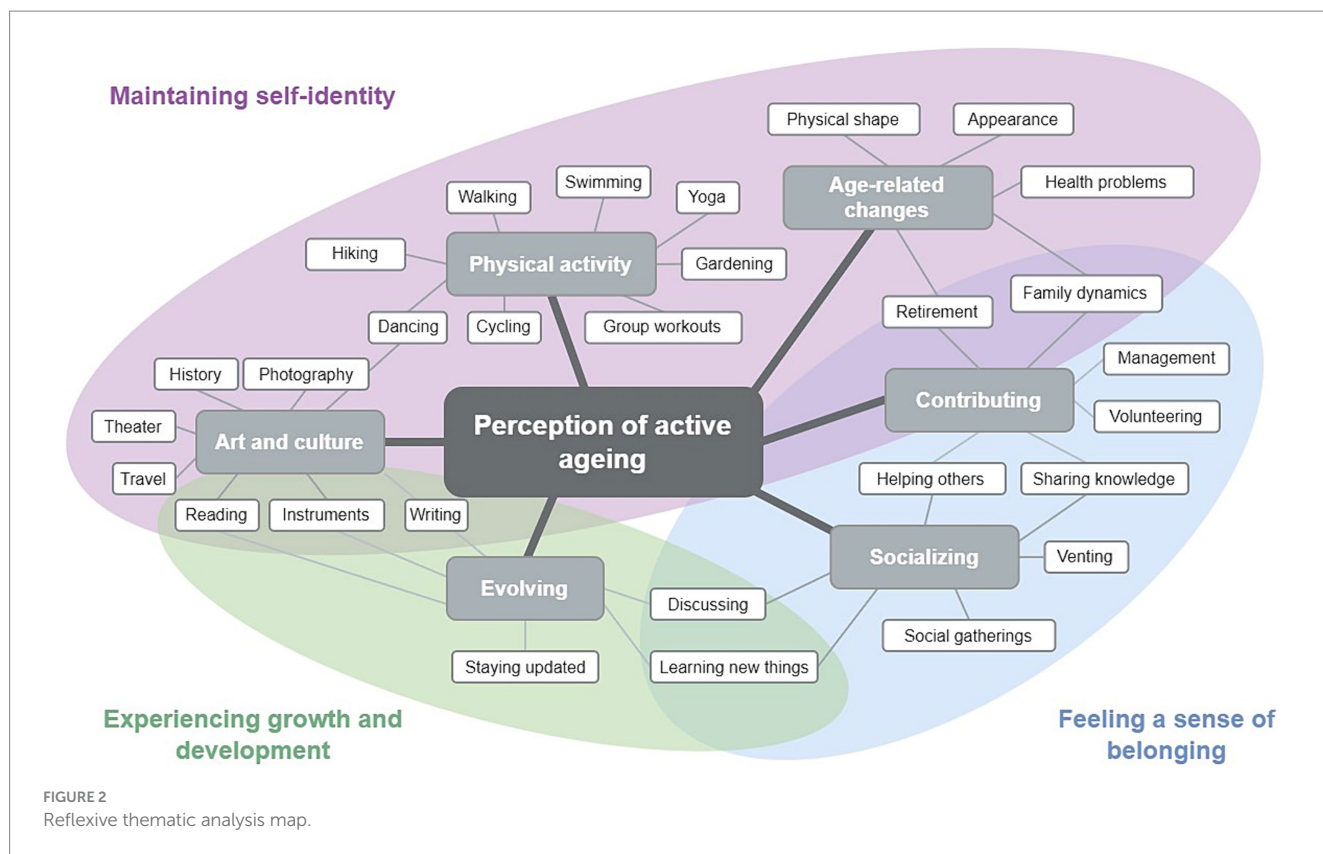 Maintaining self-identity
Physical shape
Appearance
Age-related
changes
Health problems
Swimming
Walking
Yoga
Hiking
Physical activity
Gardening
Family dynamics
Retirement
Dancing
Cycling
Group workouts
Management
History
Photography
Contributing
Volunteering
Theater
Art and culture
Perception of active
ageing
Travel
Helping others
Sharing knowledge
Reading
Instruments
Writing
Socializing
Venting
Evolving
Discussing
Social gatherings
Staying updated
Learning new things
Experiencing growth and
development
Feeling a sense of
belonging
FIGURE 2
Reflexive thematic analysis map.